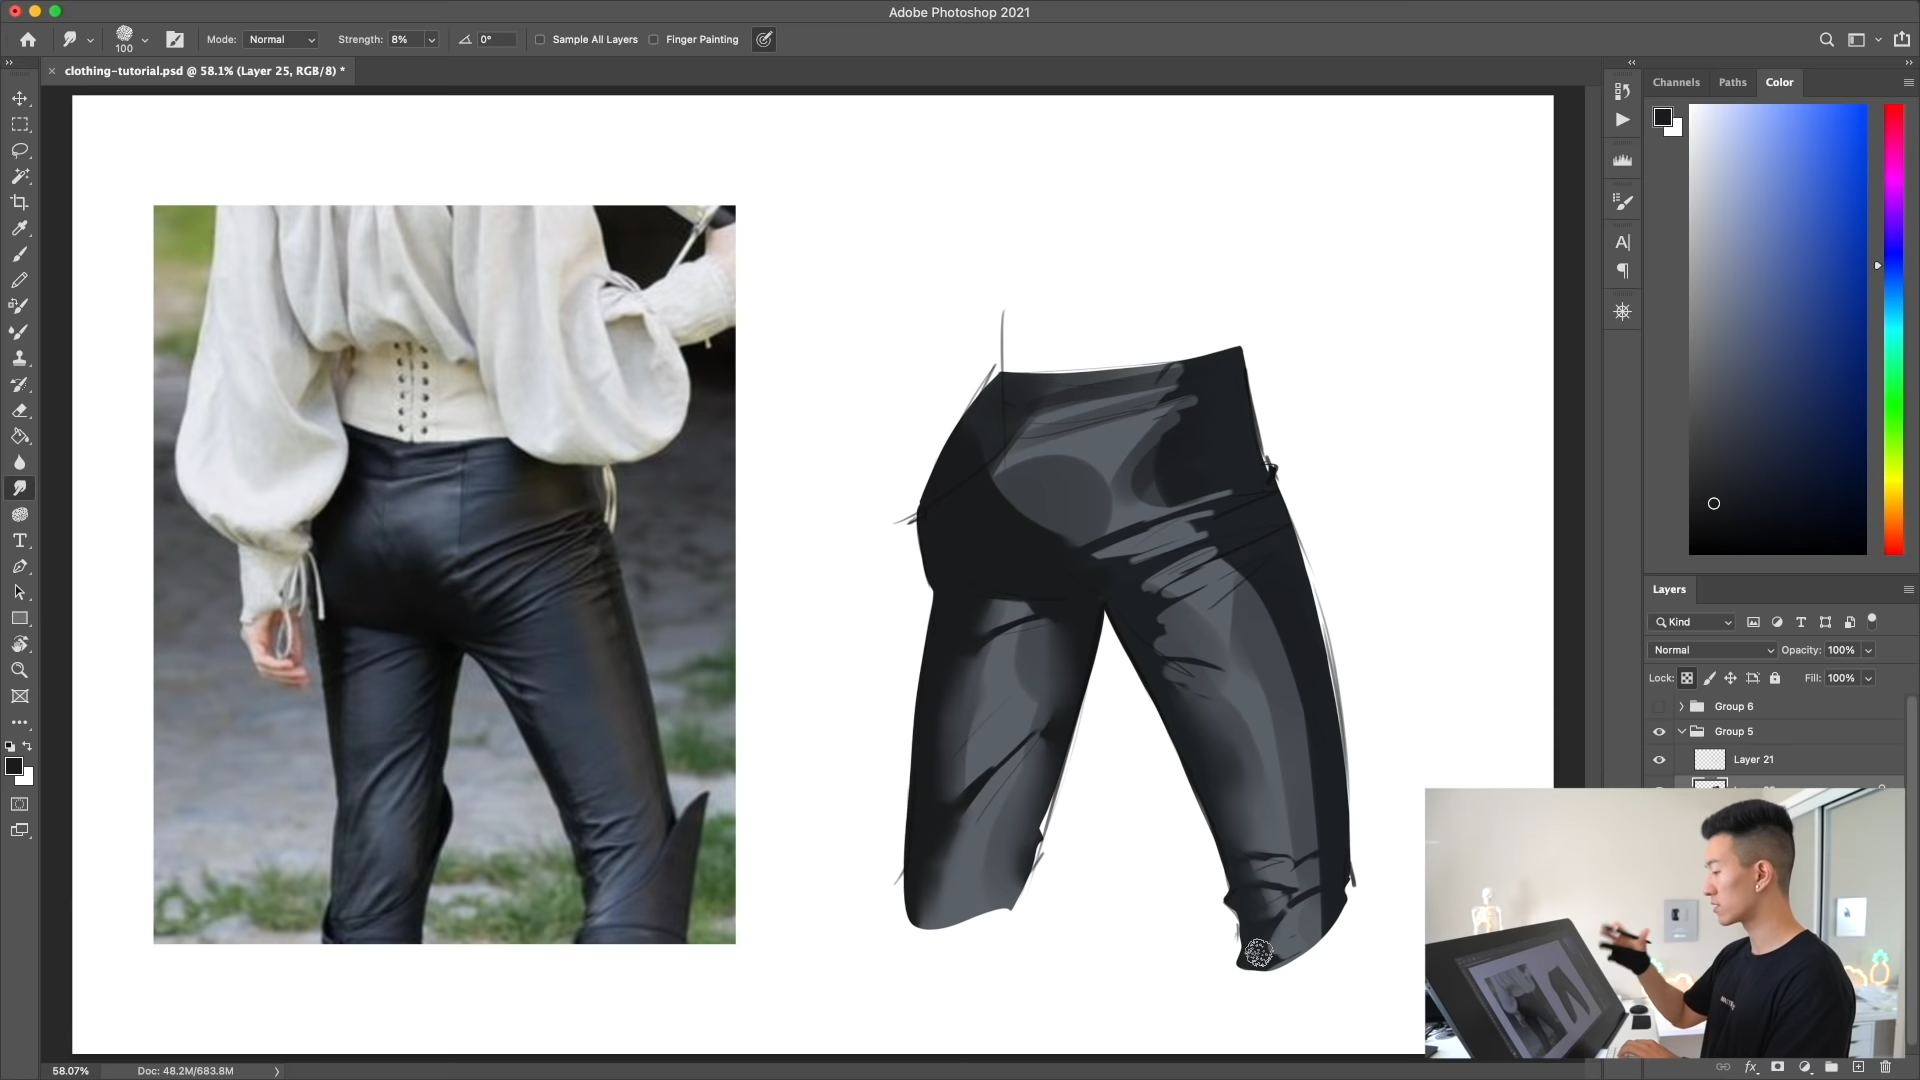 Adobe Photoshop 2021
100
Mode: Normal
Strength: 8%
0°
Sample All Layers
Finger Painting
clothing-tutorial.psd @ 58.1% (Layer 25, RGB/8) *
Channels
Paths
Color
Layers
Kind
Normal
Opacity: 100%
Lock:
Fill: 100%
Group 6
Group 5
Layer 21
58.07%
Doc: 48.2M/683.8M